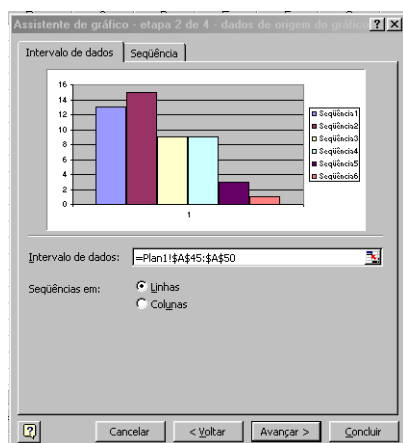 Assistente de gráfico - etapa 2 de 4 - dados de origem do gráfico
Intervalo de dados Seqüência
16
14
12
10
8
6
4
2
0
1
Seqüência1
Seqüência2
Seqüência3
Seqüência4
Seqüência5
Seqüência6
Intervalo de dados: =Plan1!$A$45:$A$50
Seqüências em: Linhas
Colunas
Cancelar < Voltar Avançar > Concluir